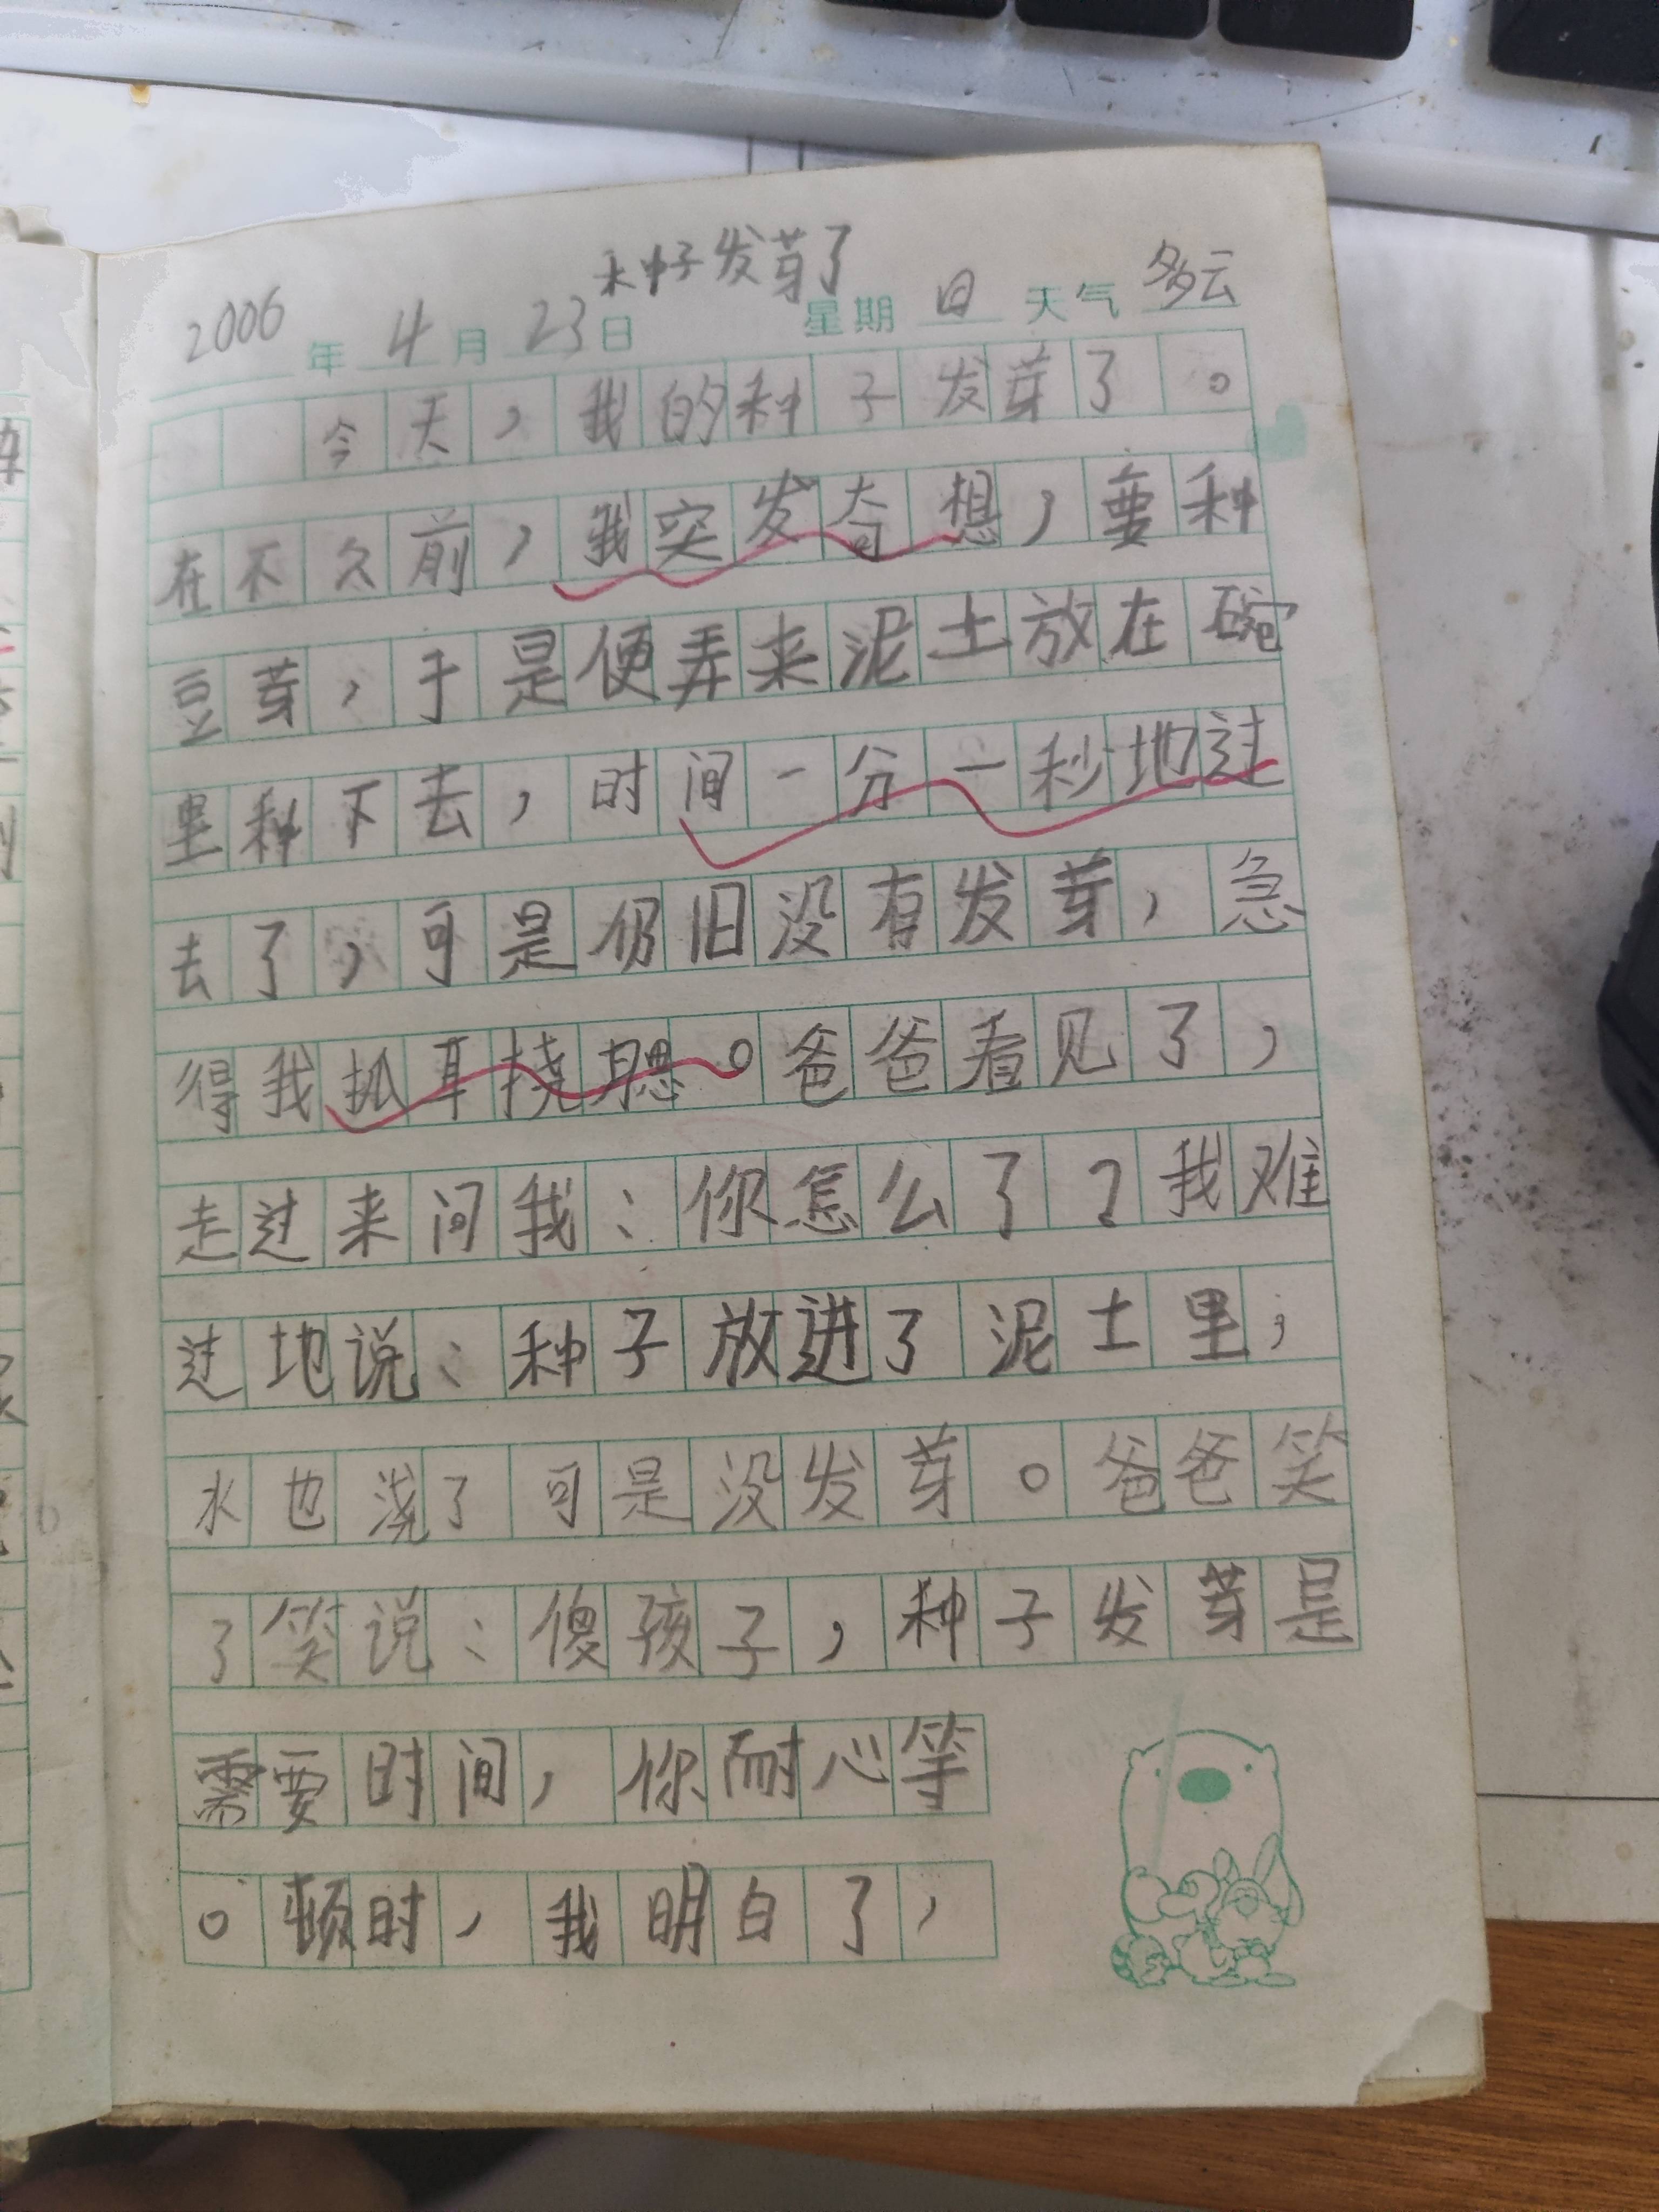 种子发芽了
2006年4月23日 星期日 天气多云
今天，我的种子发芽了。
在不久前，我突发奇想，要种
豆芽，于是便弄来泥土放在碗
里种下去，时间一分一秒地过
去了，可是仍旧没有发芽，急
得我抓耳挠腮。爸爸看见了，
走过来问我：你怎么了？我难
过地说：种子放进了泥土里，
水也浇了可是没发芽。爸爸笑
了笑说：傻孩子，种子发芽是
需要时间，你耐心等
。顿时，我明白了，